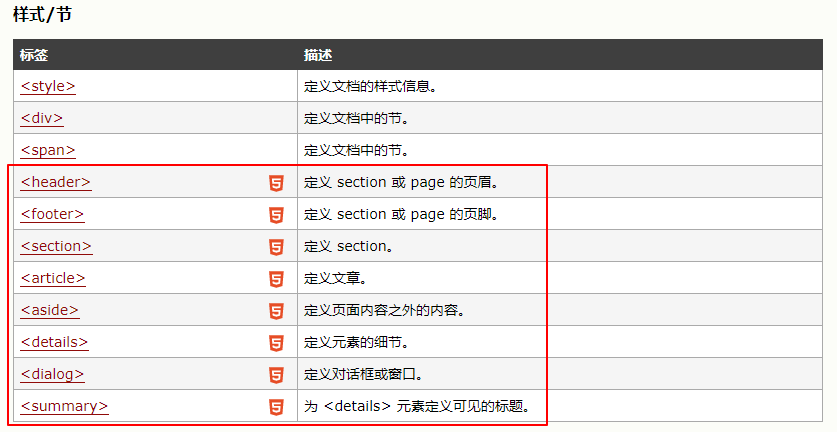 样式/节
标签 描述
<style> 定义文档的样式信息。
<div> 定义文档中的节。
<span> 定义文档中的节。
<header> 5 定义 section 或 page 的页眉。
<footer> 5 定义 section 或 page 的页脚。
<section> 5 定义 section。
<article> 5 定义文章。
<aside> 5 定义页面内容之外的内容。
<details> 5 定义元素的细节。
<dialog> 5 定义对话框或窗口。
<summary> 5 为 <details> 元素定义可见的标题。